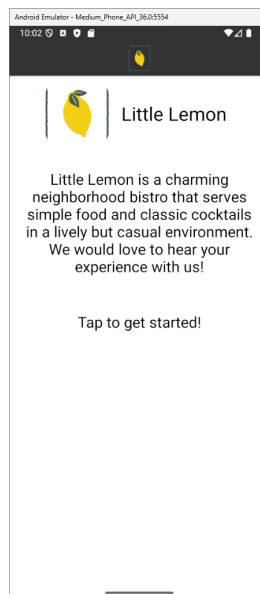 Android Emulator - Medium_Phone_API_36.0:5554
10:02
Little Lemon
Little Lemon is a charming
neighborhood bistro that serves
simple food and classic cocktails
in a lively but casual environment.
We would love to hear your
experience with us!
Tap to get started!